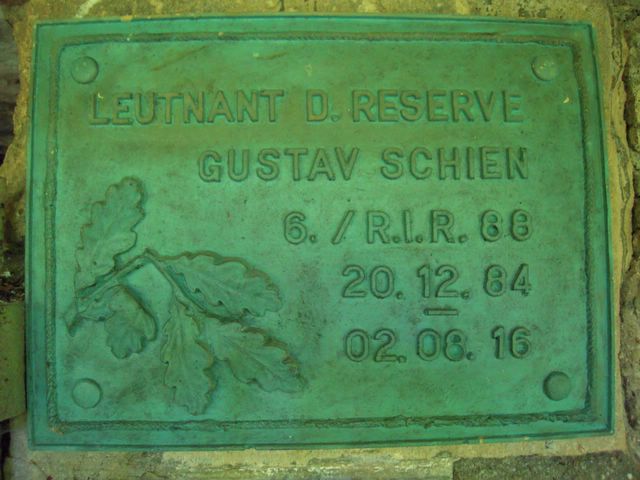 LEUTNANT D. RESERVE
GUSTAV SCHIEN
6. / R.I.R. 88
20. 12. 84
—
02. 08. 16